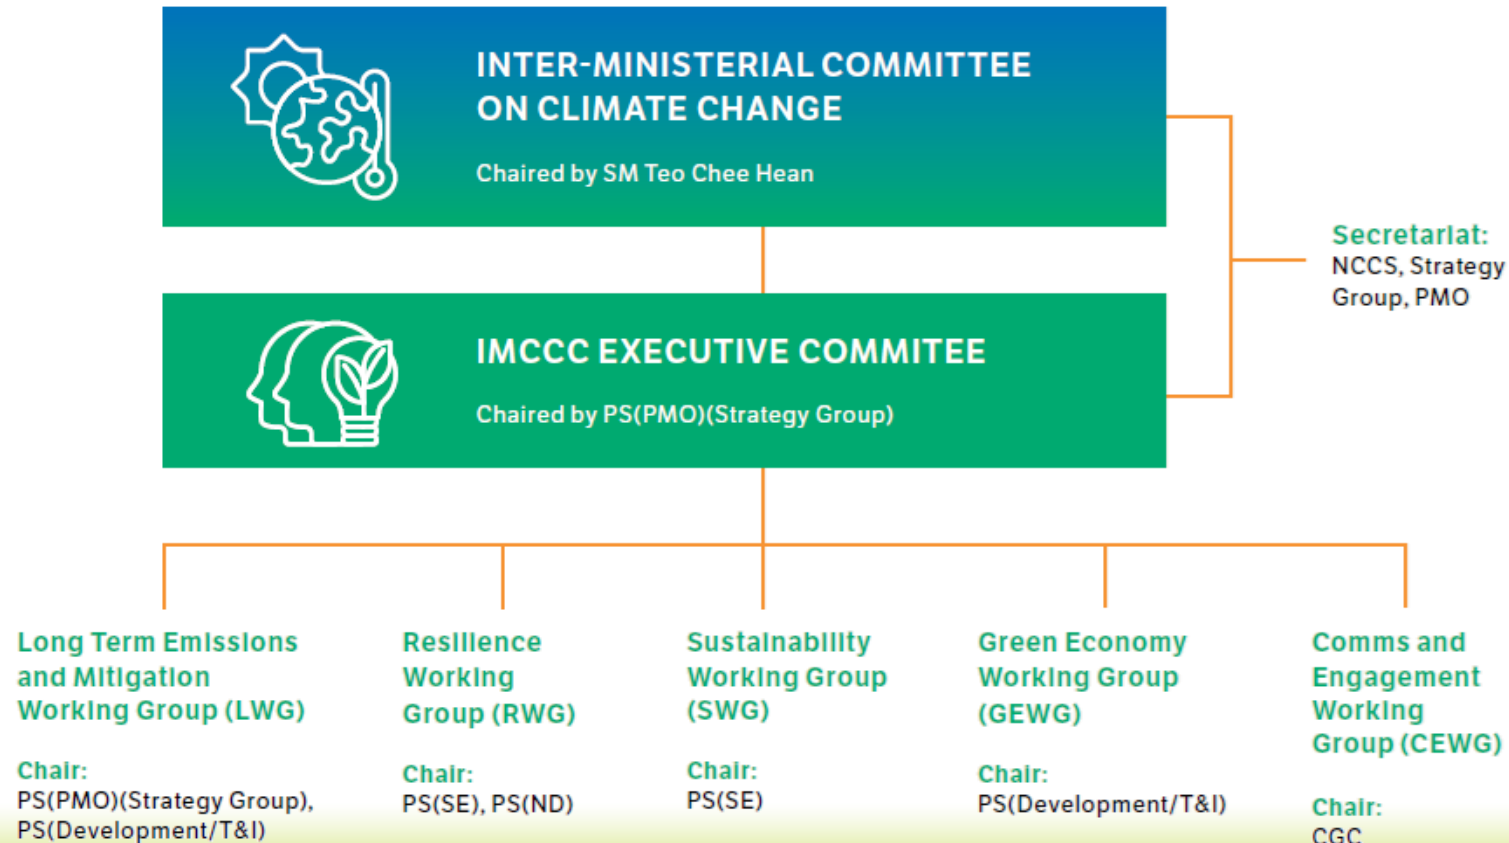 INTER-MINISTERIAL COMMITTEE
ON CLIMATE CHANGE
Chaired by SM Teo Chee Hean
Secretariat:
NCCS, Strategy
Group, PMO
IMCCC EXECUTIVE COMMITEE
Chaired by PS(PMO)(Strategy Group)
Long Term Emissions
and Mitigation
Working Group (LWG)
Chair:
PS(PMO)(Strategy Group),
PS(Development/T&I)
Resilience
Working
Group (RWG)
Chair:
PS(SE), PS(ND)
Sustainability
Working Group
(SWG)
Chair:
PS(SE)
Green Economy
Working Group
(GEWG)
Chair:
PS(Development/T&I)
Comms and
Engagement
Working
Group (CEWG)
Chair:
CGC